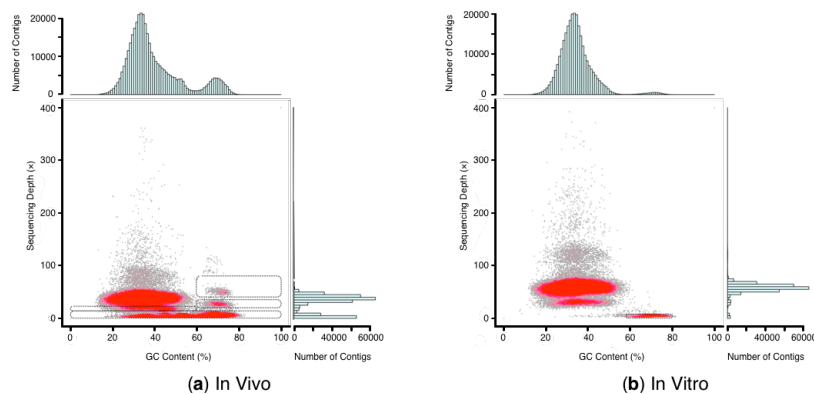 Number of Contigs
20000
10000
0
400
300
200
100
0
Sequencing Depth (×)
0 20 40 60 80 100
GC Content (%)
0 20000 40000 60000
Number of Contigs
(a) In Vivo
Number of Contigs
20000
10000
0
400
300
200
100
0
Sequencing Depth (×)
0 20 40 60 80 100
GC Content (%)
0 20000 40000 60000
Number of Contigs
(b) In Vitro